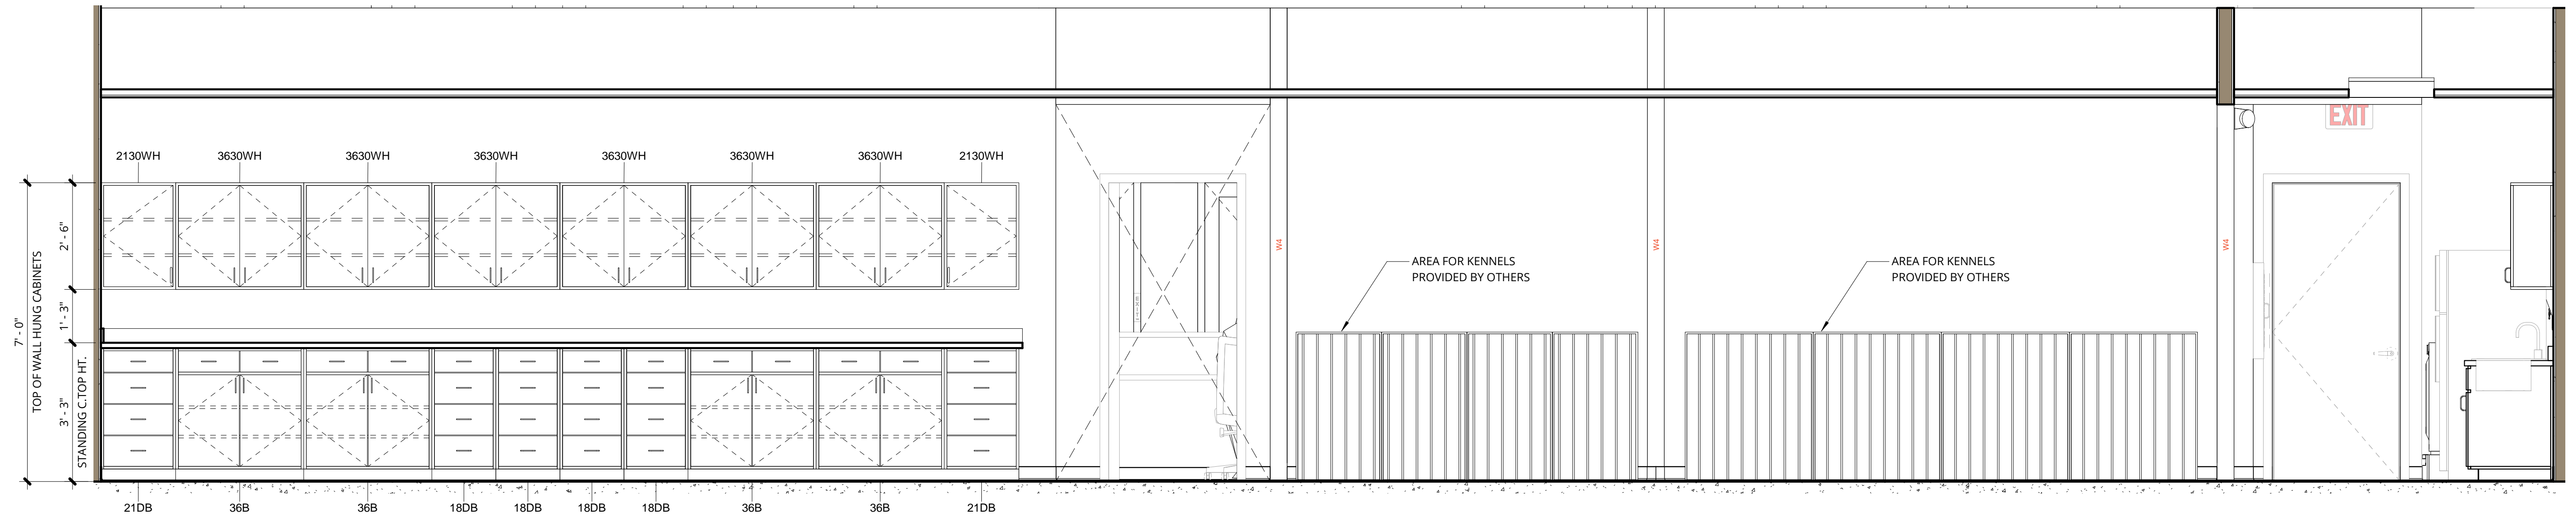 EXIT
2130WH 3630WH 3630WH 3630WH 3630WH 3630WH 3630WH 2130WH
7' - 0"
TOP OF WALL HUNG CABINETS
2' - 6"
1' - 3"
3' - 3"
STANDING C.TOP HT.
W4
W4
W4
AREA FOR KENNELS
PROVIDED BY OTHERS
AREA FOR KENNELS
PROVIDED BY OTHERS
21DB 36B 36B 18DB 18DB 18DB 18DB 36B 36B 21DB